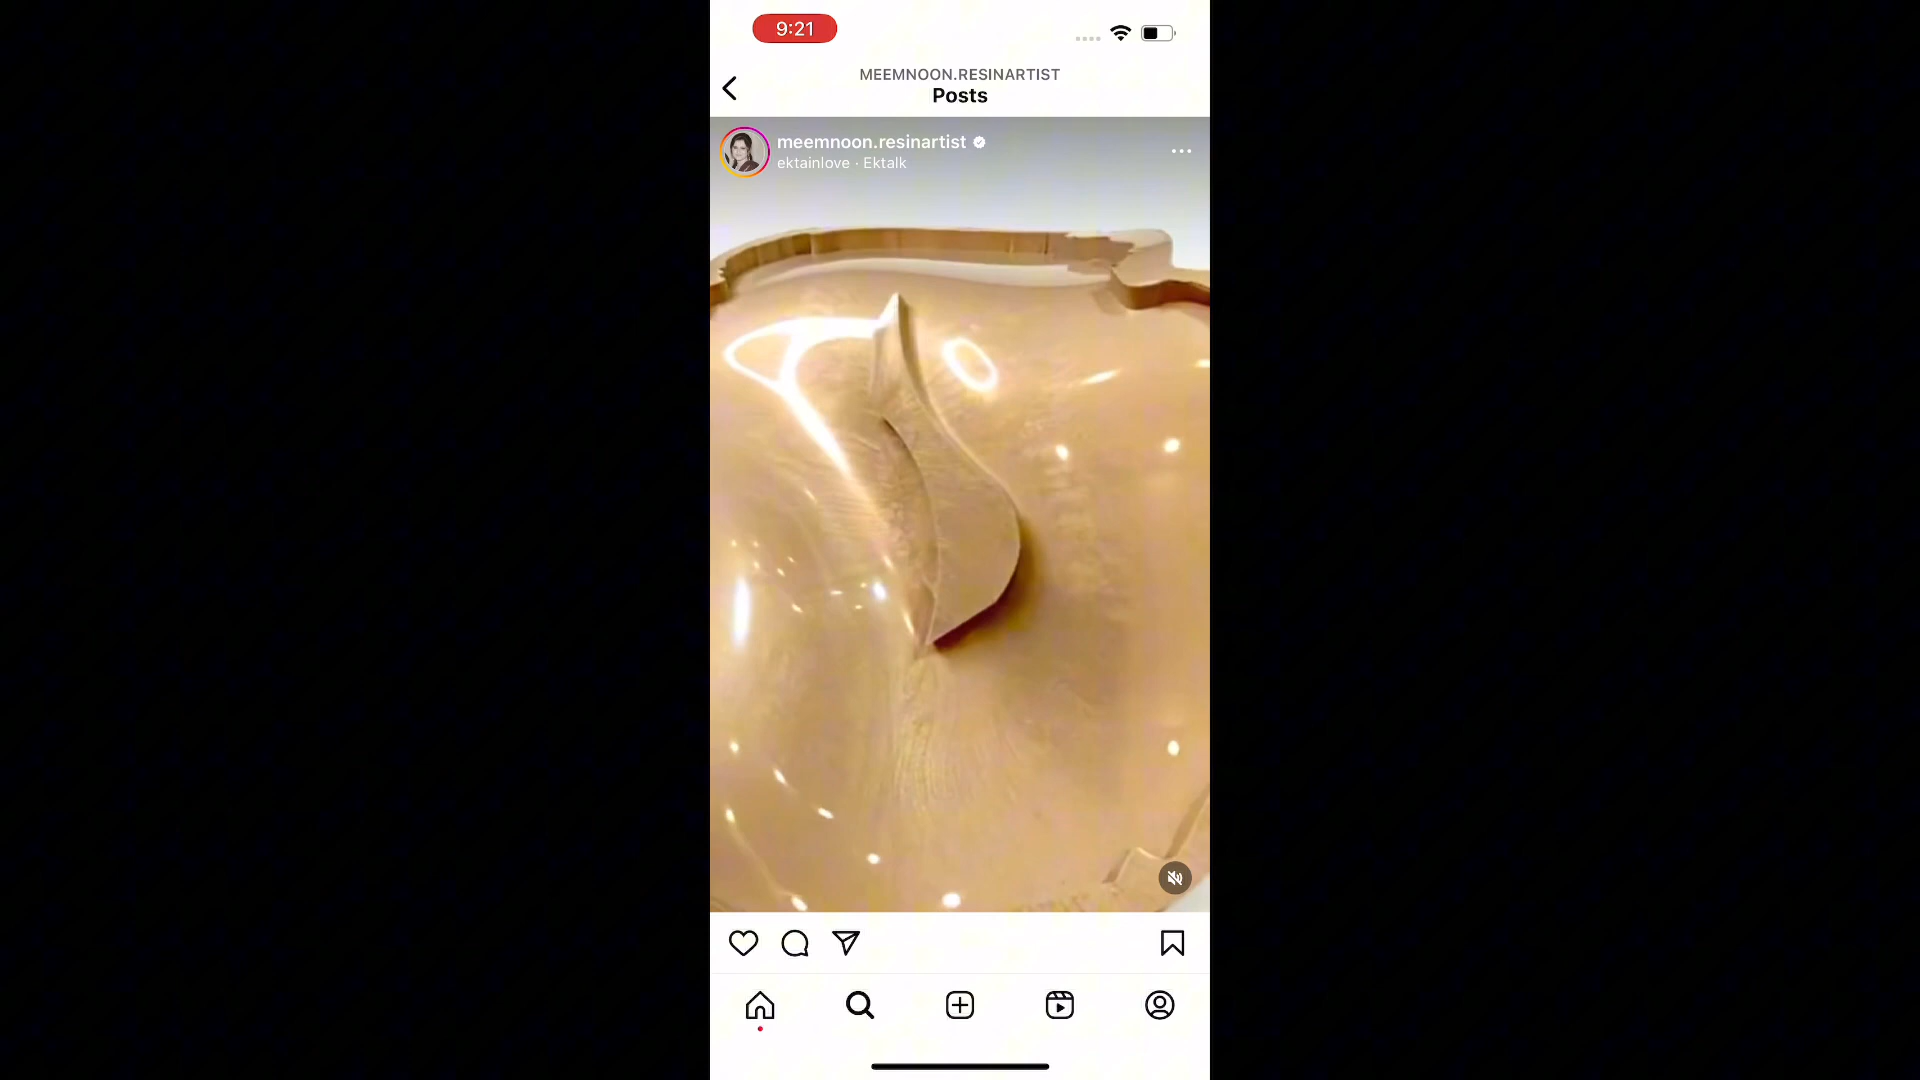 9:21
MEEMNOON.RESINARTIST
Posts
meemnoon.resinartist
ektainlove · Ektalk